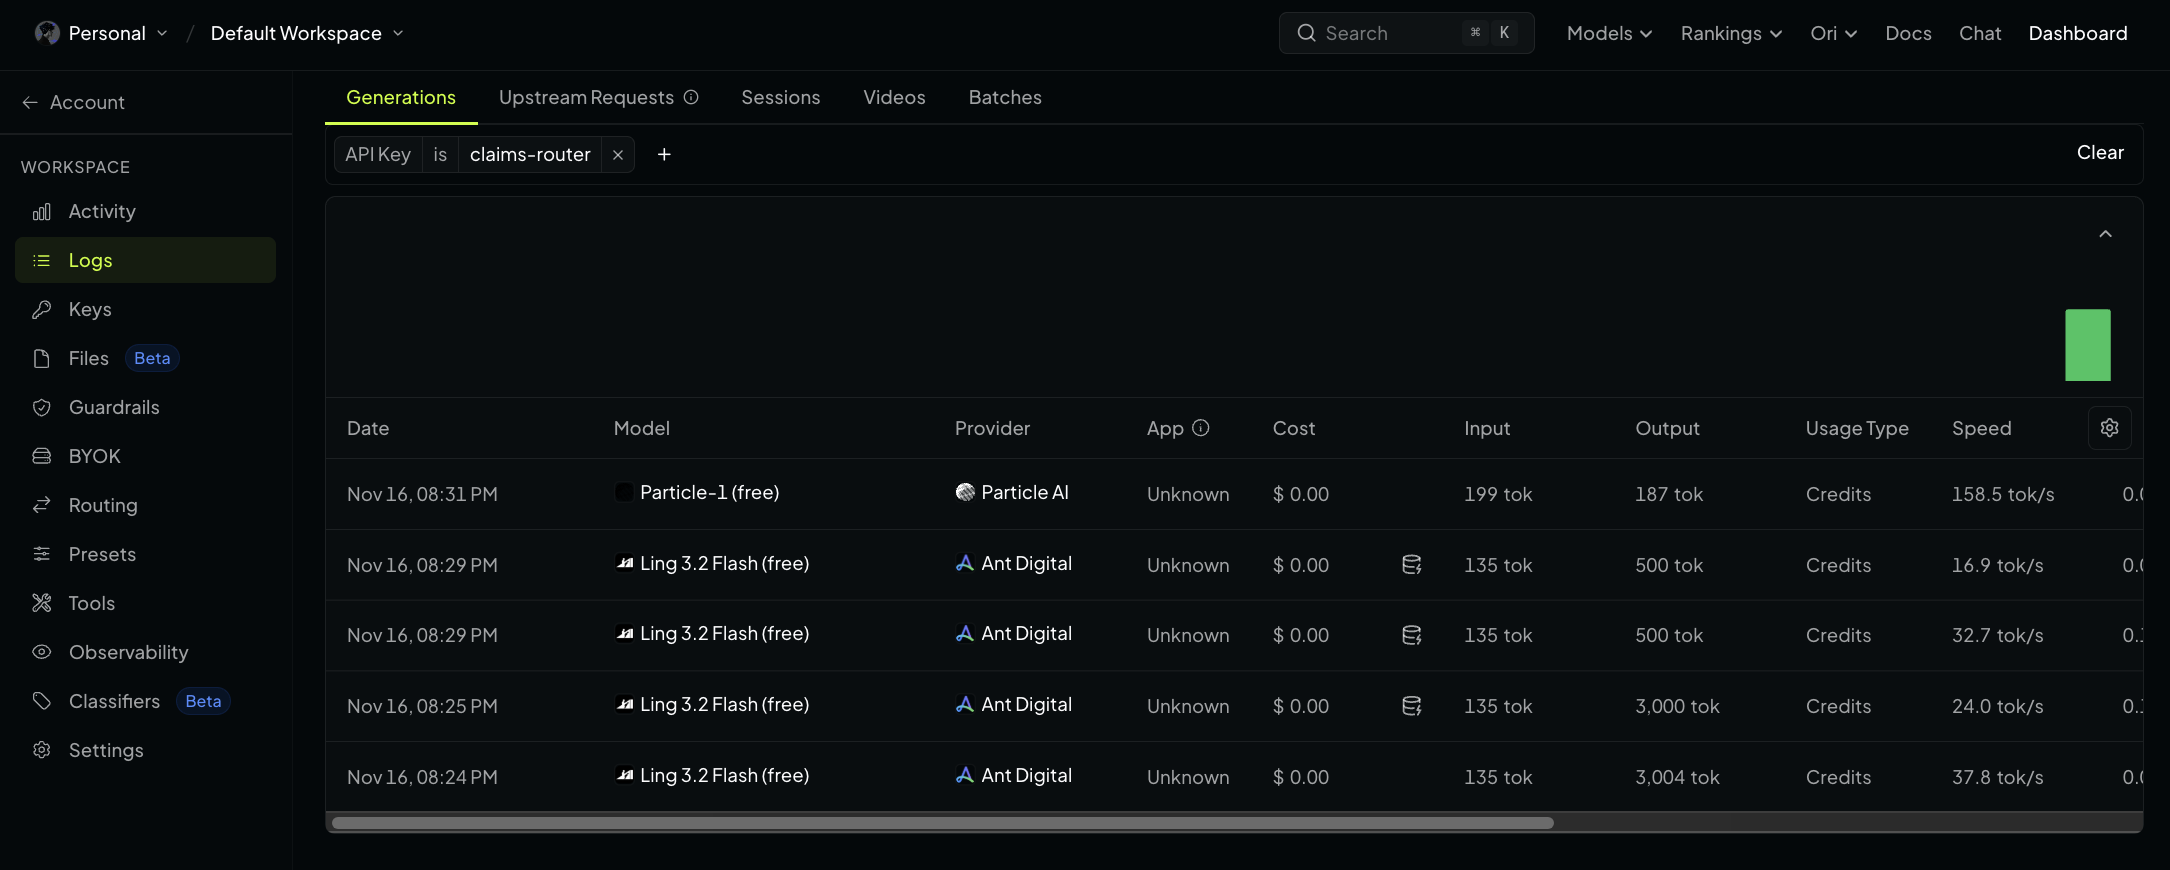 Personal / Default Workspace Search ⌘ K Models Rankings Ori Docs Chat Dashboard
Account
WORKSPACE
Activity
Logs
Keys
Files Beta
Guardrails
BYOK
Routing
Presets
Tools
Observability
Classifiers Beta
Settings
Generations Upstream Requests Sessions Videos Batches
API Key is claims-router × + Clear
Date Model Provider App Cost Input Output Usage Type Speed
Nov 16, 08:31 PM Particle-1 (free) Particle AI Unknown $ 0.00 199 tok 187 tok Credits 158.5 tok/s
Nov 16, 08:29 PM Ling 3.2 Flash (free) Ant Digital Unknown $ 0.00 135 tok 500 tok Credits 16.9 tok/s
Nov 16, 08:29 PM Ling 3.2 Flash (free) Ant Digital Unknown $ 0.00 135 tok 500 tok Credits 32.7 tok/s
Nov 16, 08:25 PM Ling 3.2 Flash (free) Ant Digital Unknown $ 0.00 135 tok 3,000 tok Credits 24.0 tok/s
Nov 16, 08:24 PM Ling 3.2 Flash (free) Ant Digital Unknown $ 0.00 135 tok 3,004 tok Credits 37.8 tok/s